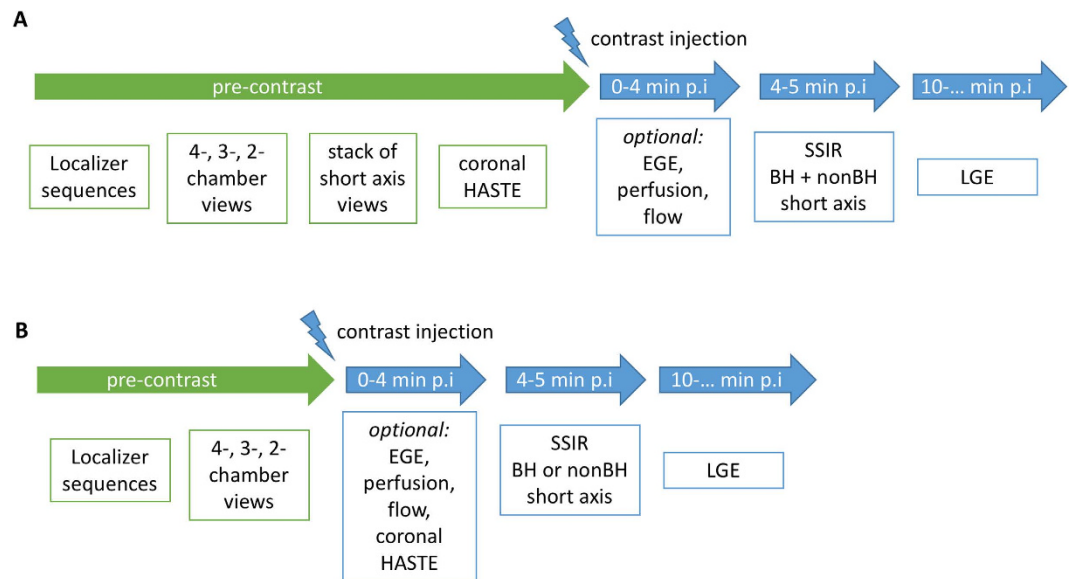 A
contrast injection
pre-contrast
0-4 min p.i
4-5 min p.i
10-... min p.i
Localizer
sequences
4-, 3-, 2-
chamber
views
stack of
short axis
views
coronal
HASTE
optional:
EGE,
perfusion,
flow
SSIR
BH + nonBH
short axis
LGE
B
contrast injection
pre-contrast
0-4 min p.i
4-5 min p.i
10-... min p.i
Localizer
sequences
4-, 3-, 2-
chamber
views
optional:
EGE,
perfusion,
flow,
coronal
HASTE
SSIR
BH or nonBH
short axis
LGE